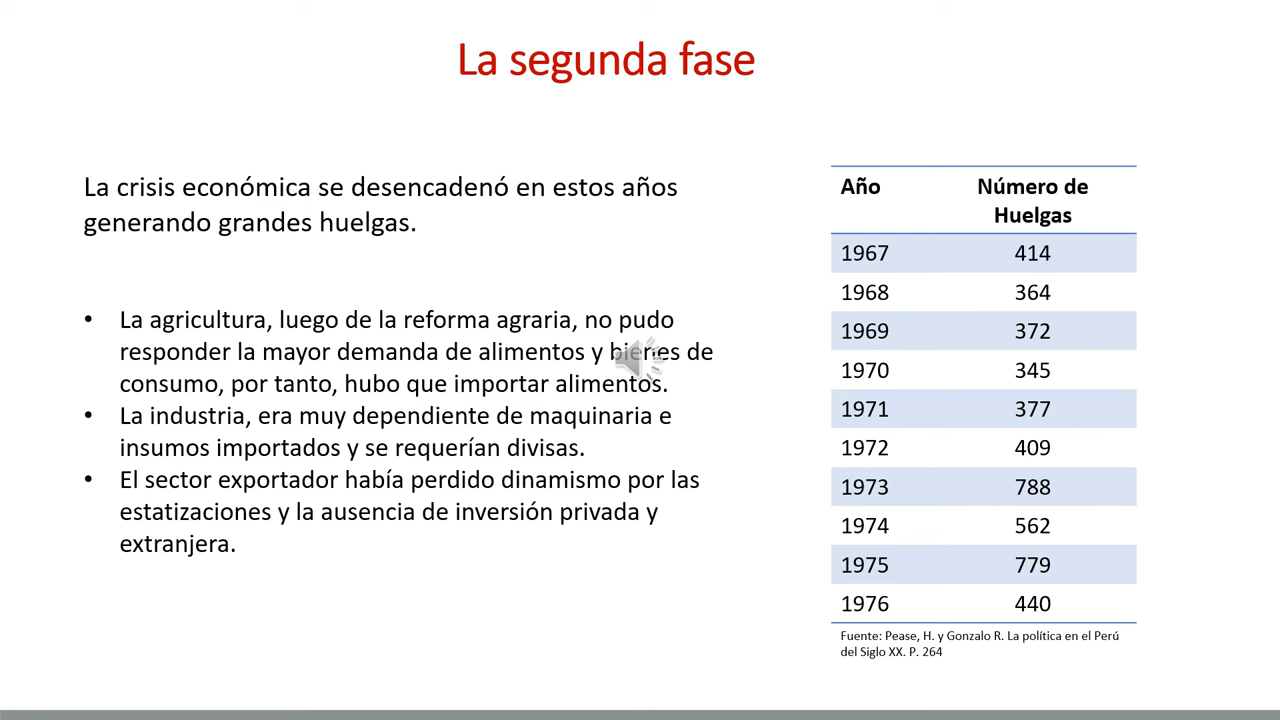 La segunda fase
La crisis económica se desencadenó en estos años
generando grandes huelgas.
• La agricultura, luego de la reforma agraria, no pudo
responder la mayor demanda de alimentos y bienes de
consumo, por tanto, hubo que importar alimentos.
• La industria, era muy dependiente de maquinaria e
insumos importados y se requerían divisas.
• El sector exportador había perdido dinamismo por las
estatizaciones y la ausencia de inversión privada y
extranjera.
Año Número de
Huelgas
1967 414
1968 364
1969 372
1970 345
1971 377
1972 409
1973 788
1974 562
1975 779
1976 440
Fuente: Pease, H. y Gonzalo R. La política en el Perú
del Siglo XX. P. 264